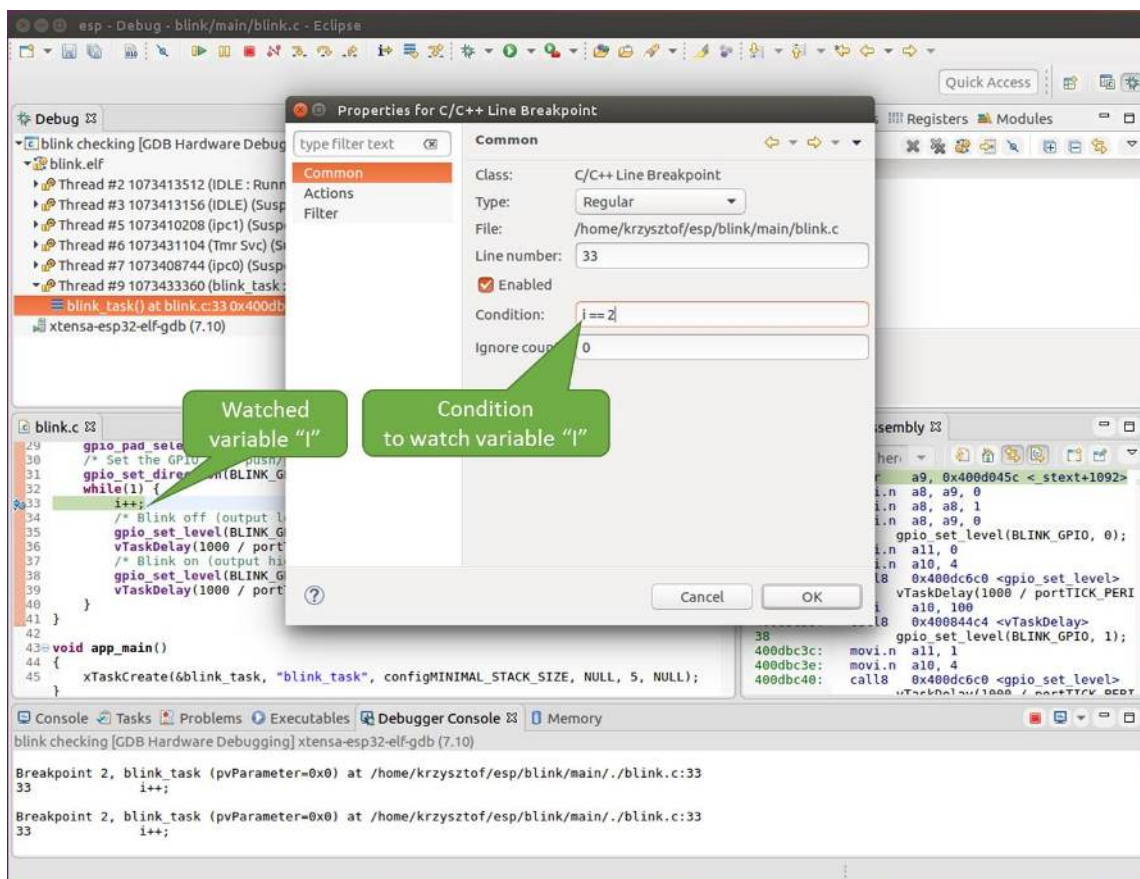 esp - Debug - blink/main/blink.c - Eclipse
Quick Access
Debug
blink checking [GDB Hardware Debug
blink.elf
Thread #2 1073413512 (IDLE : Runn
Thread #3 1073413156 (IDLE) (Susp
Thread #5 1073410208 (ipc1) (Susp
Thread #6 1073431104 (Tmr Svc) (S
Thread #7 1073408744 (ipc0) (Susp
Thread #9 1073433360 (blink_task :
blink_task() at blink.c:33 0x400db
xtensa-esp32-elf-gdb (7.10)
Properties for C/C++ Line Breakpoint
type filter text
Common
Actions
Filter
Common
Class: C/C++ Line Breakpoint
Type: Regular
File: /home/krzysztof/esp/blink/main/blink.c
Line number: 33
Enabled
Condition: i == 2
Ignore coun 0
Cancel OK
Registers Modules
Watched
variable “I”
Condition
to watch variable “I”
blink.c
29 gpio_pad_sele
30 /* Set the GPIO push/
31 gpio_set_direction(BLINK_G
32 while(1) {
33 i++;
34 /* Blink off (output l
35 gpio_set_level(BLINK_G
36 vTaskDelay(1000 / port
37 /* Blink on (output hi
38 gpio_set_level(BLINK_G
39 vTaskDelay(1000 / port
40 }
41 }
42
43 void app_main()
44 {
45 xTaskCreate(&blink_task, "blink_task", configMINIMAL_STACK_SIZE, NULL, 5, NULL);
}
ssembly
her
r a9, 0x400d045c <_stext+1092>
i.n a8, a9, 0
i.n a8, a8, 1
i.n a8, a9, 0
gpio_set_level(BLINK_GPIO, 0);
i.n a11, 0
i.n a10, 4
l8 0x400dc6c0 <gpio_set_level>
vTaskDelay(1000 / portTICK_PERI
i a10, 100
l8 0x400844c4 <vTaskDelay>
38 gpio_set_level(BLINK_GPIO, 1);
400dbc3c: movi.n a11, 1
400dbc3e: movi.n a10, 4
400dbc40: call8 0x400dc6c0 <gpio_set_level>
vTaskDelay(1000 / portTICK_PERI
Console Tasks Problems Executables Debugger Console Memory
blink checking [GDB Hardware Debugging] xtensa-esp32-elf-gdb (7.10)
Breakpoint 2, blink_task (pvParameter=0x0) at /home/krzysztof/esp/blink/main/./blink.c:33
33 i++;
Breakpoint 2, blink_task (pvParameter=0x0) at /home/krzysztof/esp/blink/main/./blink.c:33
33 i++;